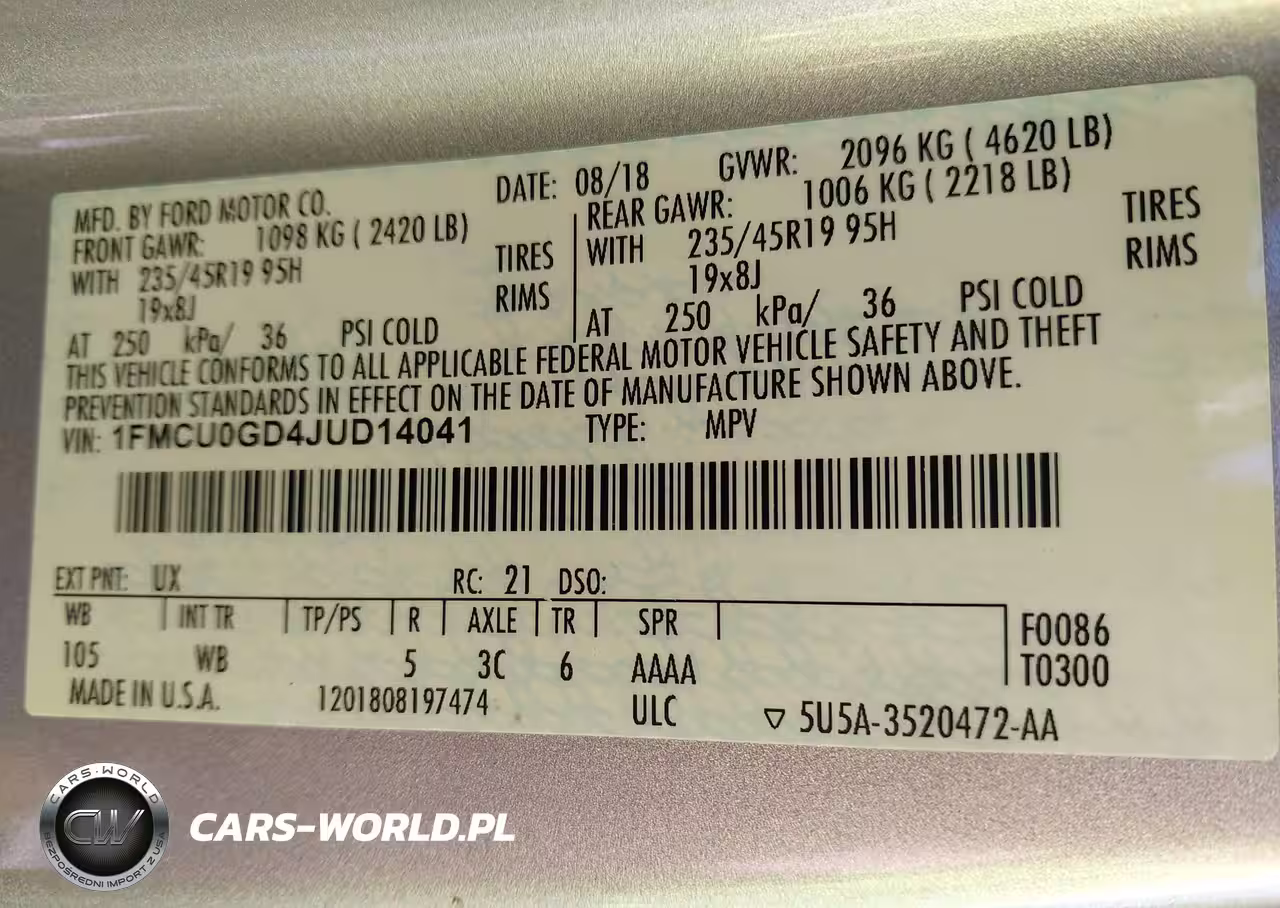 MFD. BY FORD MOTOR CO. DATE: 08/18 GVWR: 2096 KG ( 4620 LB)
FRONT GAWR: 1098 KG ( 2420 LB) REAR GAWR: 1006 KG ( 2218 LB)
WITH 235/45R19 95H TIRES WITH 235/45R19 95H TIRES
19x8J RIMS 19x8J RIMS
AT 250 kPa/ 36 PSI COLD AT 250 kPa/ 36 PSI COLD
THIS VEHICLE CONFORMS TO ALL APPLICABLE FEDERAL MOTOR VEHICLE SAFETY AND THEFT
PREVENTION STANDARDS IN EFFECT ON THE DATE OF MANUFACTURE SHOWN ABOVE.
VIN: 1FMCU0GD4JUD14041 TYPE: MPV
EXT PNT: UX RC: 21 DSO:
WB INT TR TP/PS R AXLE TR SPR F0086
105 WB 5 3C 6 AAAA T0300
MADE IN U.S.A. 1201808197474 ULC ▽ 5U5A-3520472-AA
CARS-WORLD
CW
BEZPOŚREDNI IMPORT Z USA
CARS-WORLD.PL